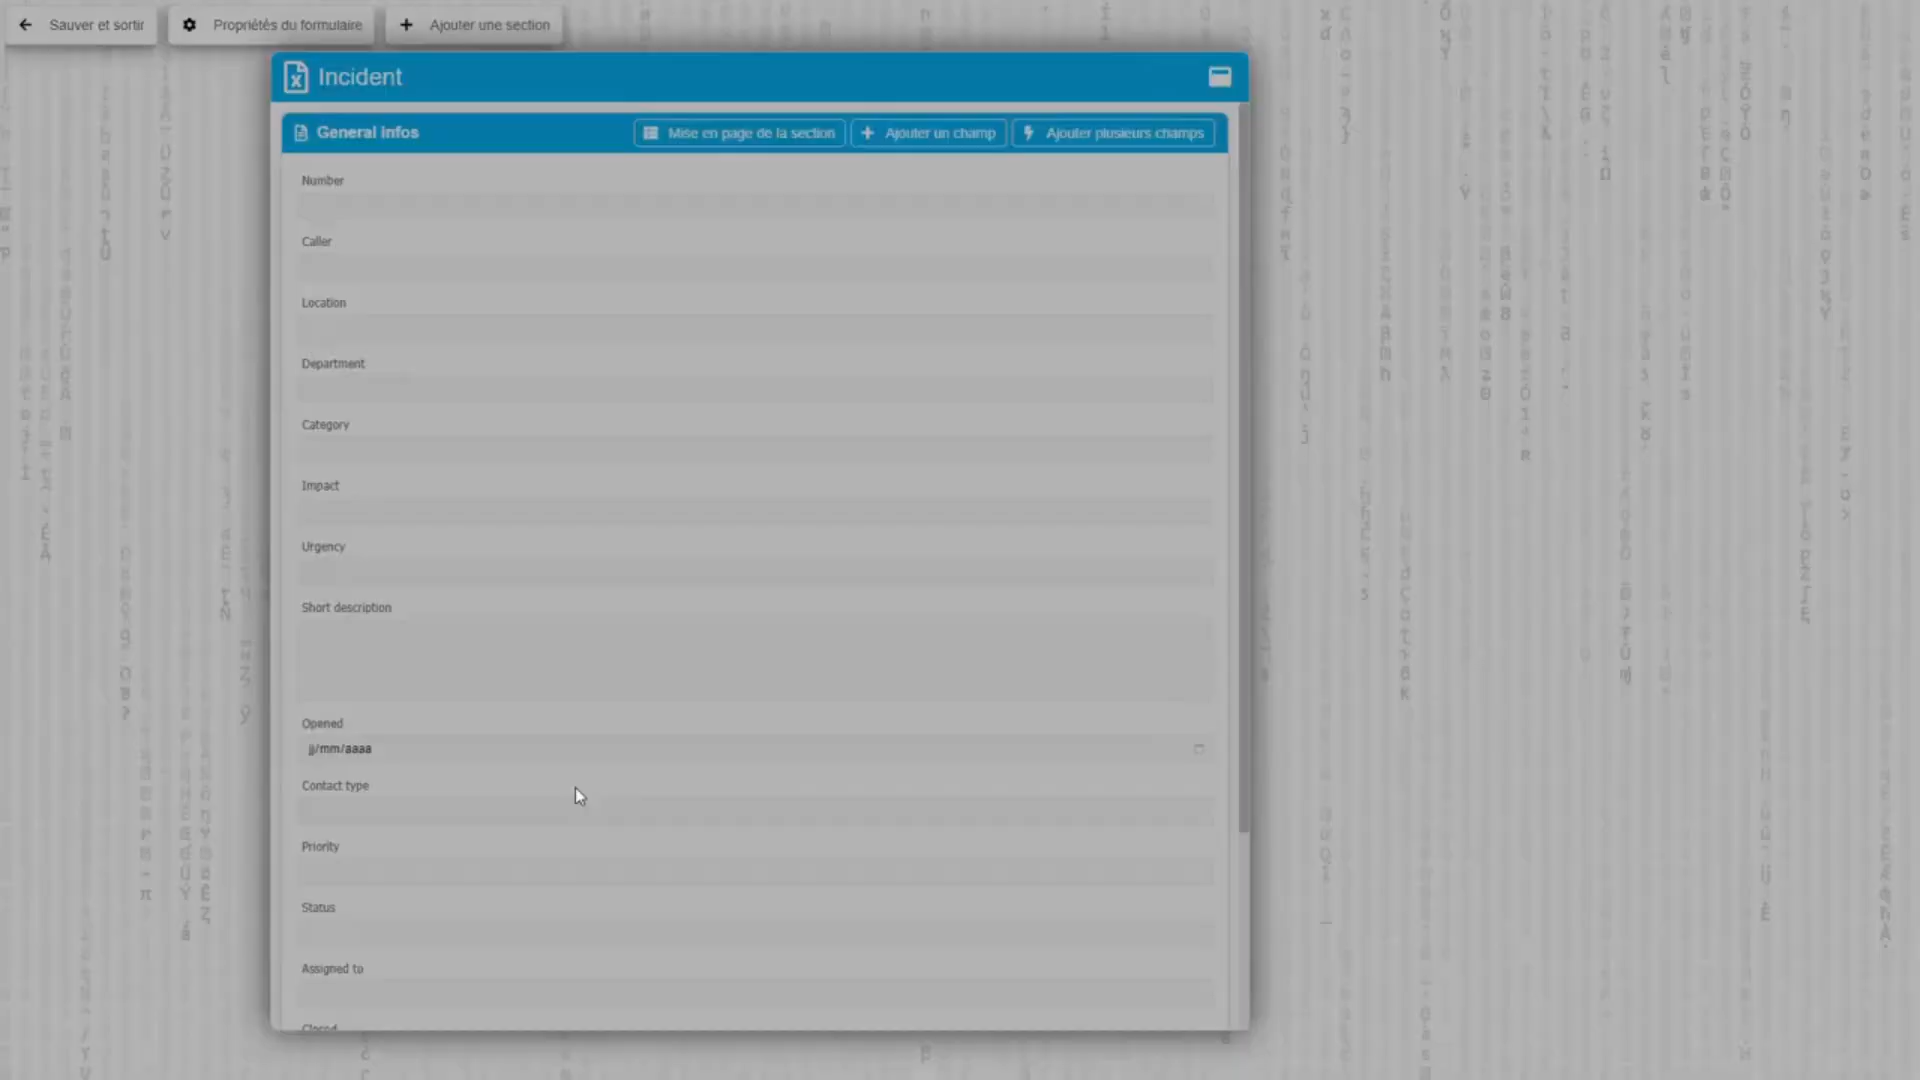 Sauver et sortir
Propriétés du formulaire
Ajouter une section
Incident
General infos
Mise en page de la section
Ajouter un champ
Ajouter plusieurs champs
Number
Caller
Location
Department
Category
Impact
Urgency
Short description
Opened
jj/mm/aaaa
Contact type
Priority
Status
Assigned to
Closed